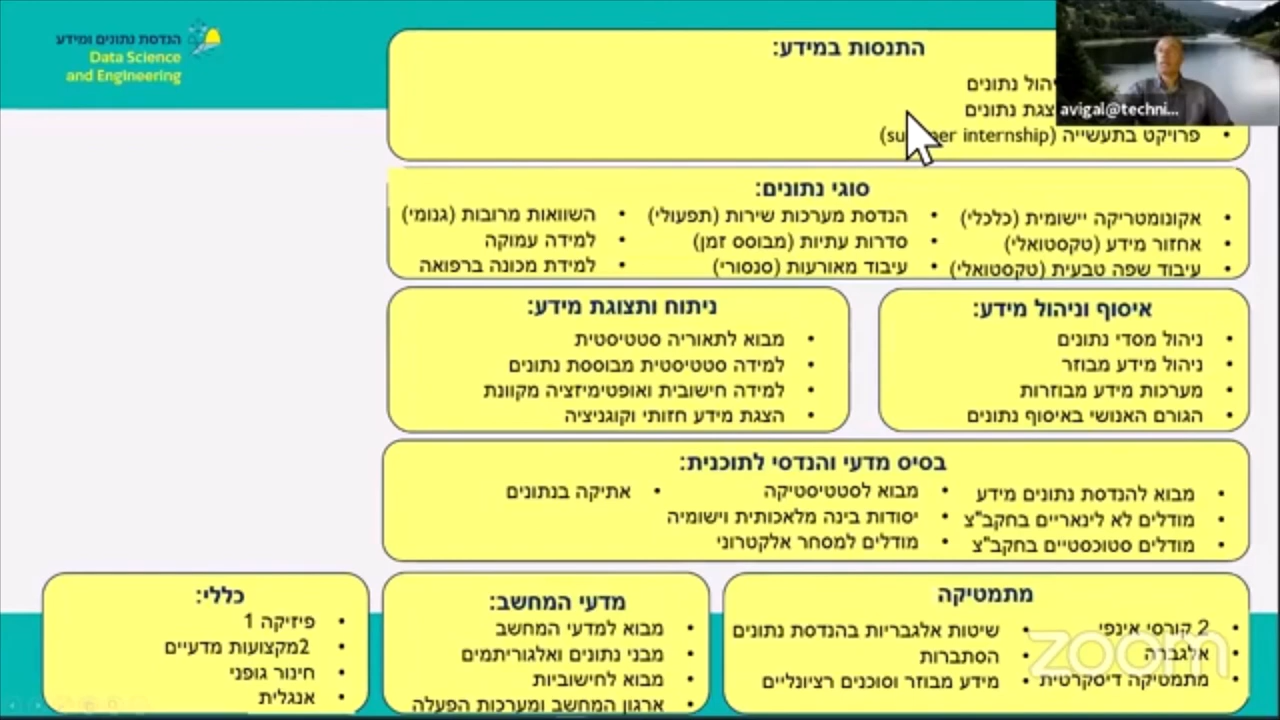 הנדסת נתונים ומידע
Data Science
and Engineering
avigal@techni...
התנסות במידע:
יהול נתונים
צגת נתונים
• פרויקט בתעשייה (su er internship)
סוגי נתונים:
• אקונומטריקה יישומית (כלכלי)
• אחזור מידע (טקסטואלי)
• עיבוד שפה טבעית (טקסטואלי)
• הנדסת מערכות שירות (תפעולי)
• סדרות עתיות (מבוסס זמן)
• עיבוד מאורעות (סנסורי)
• השוואות מרובות (גנומי)
• למידה עמוקה
• למידת מכונה ברפואה
איסוף וניהול מידע:
• ניהול מסדי נתונים
• ניהול מידע מבוזר
• מערכות מידע מבוזרות
• הגורם האנושי באיסוף נתונים
ניתוח ותצוגת מידע:
• מבוא לתאוריה סטטיסטית
• למידה סטטיסטית מבוססת נתונים
• למידה חישובית ואופטימיזציה מקוונת
• הצגת מידע חזותי וקוגניציה
בסיס מדעי והנדסי לתוכנית:
• מבוא להנדסת נתונים מידע
• מודלים לא לינאריים בחקב"צ
• מודלים סטוכסטיים בחקב"צ
• מבוא לסטטיסטיקה
• יסודות בינה מלאכותית וישומיה
• מודלים למסחר אלקטרוני
• אתיקה בנתונים
מתמטיקה
• 2 קורסי אינפי
• אלגברה
• מתמטיקה דיסקרטית
• שיטות אלגבריות בהנדסת נתונים
• הסתברות
• מידע מבוזר וסוכנים רציונליים
מדעי המחשב:
• מבוא למדעי המחשב
• מבני נתונים ואלגוריתמים
• מבוא לחישוביות
• ארגון המחשב ומערכות הפעלה
כללי:
• פיזיקה 1
• 2מקצועות מדעיים
• חינור גופני
• אנגלית
zoom